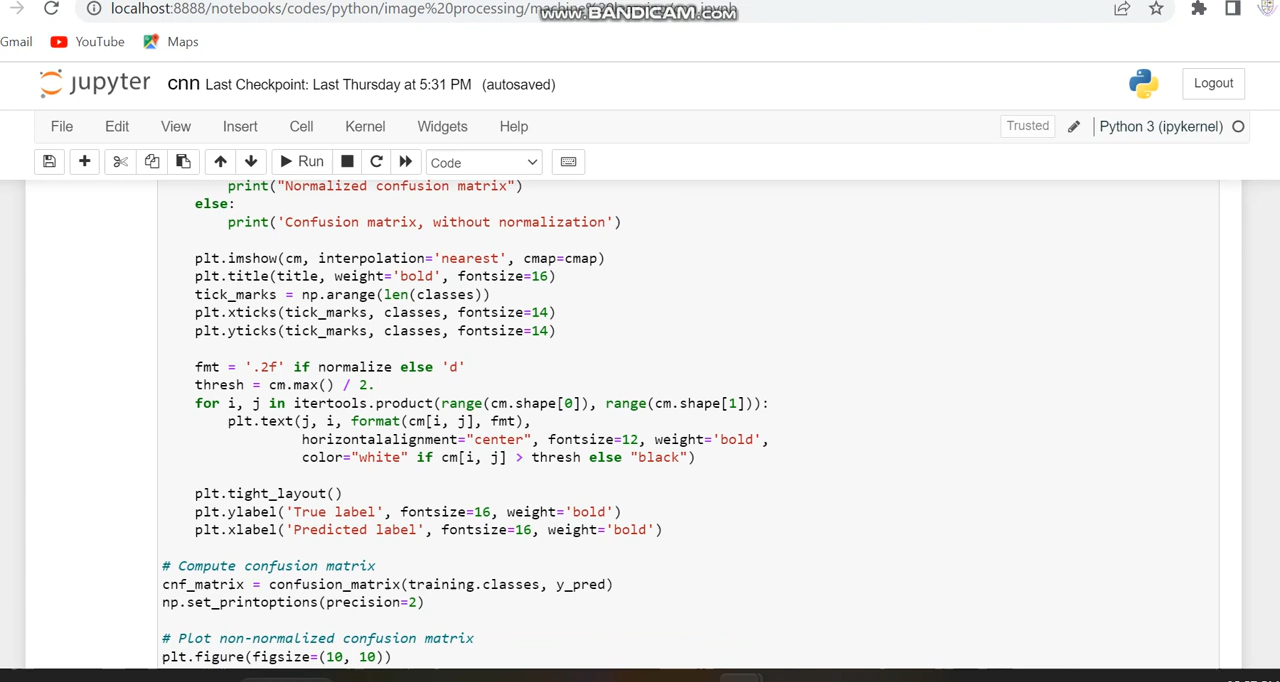 localhost:8888/notebooks/codes/python/image%20processing/
www.BANDICAM.com
Gmail YouTube Maps
jupyter cnn Last Checkpoint: Last Thursday at 5:31 PM (autosaved) Logout
File Edit View Insert Cell Kernel Widgets Help Trusted Python 3 (ipykernel)
Run Code
print("Normalized confusion matrix")
else:
print('Confusion matrix, without normalization')
plt.imshow(cm, interpolation='nearest', cmap=cmap)
plt.title(title, weight='bold', fontsize=16)
tick_marks = np.arange(len(classes))
plt.xticks(tick_marks, classes, fontsize=14)
plt.yticks(tick_marks, classes, fontsize=14)
fmt = '.2f' if normalize else 'd'
thresh = cm.max() / 2.
for i, j in itertools.product(range(cm.shape[0]), range(cm.shape[1])):
plt.text(j, i, format(cm[i, j], fmt),
horizontalalignment="center", fontsize=12, weight='bold',
color="white" if cm[i, j] > thresh else "black")
plt.tight_layout()
plt.ylabel('True label', fontsize=16, weight='bold')
plt.xlabel('Predicted label', fontsize=16, weight='bold')
# Compute confusion matrix
cnf_matrix = confusion_matrix(training.classes, y_pred)
np.set_printoptions(precision=2)
# Plot non-normalized confusion matrix
plt.figure(figsize=(10, 10))